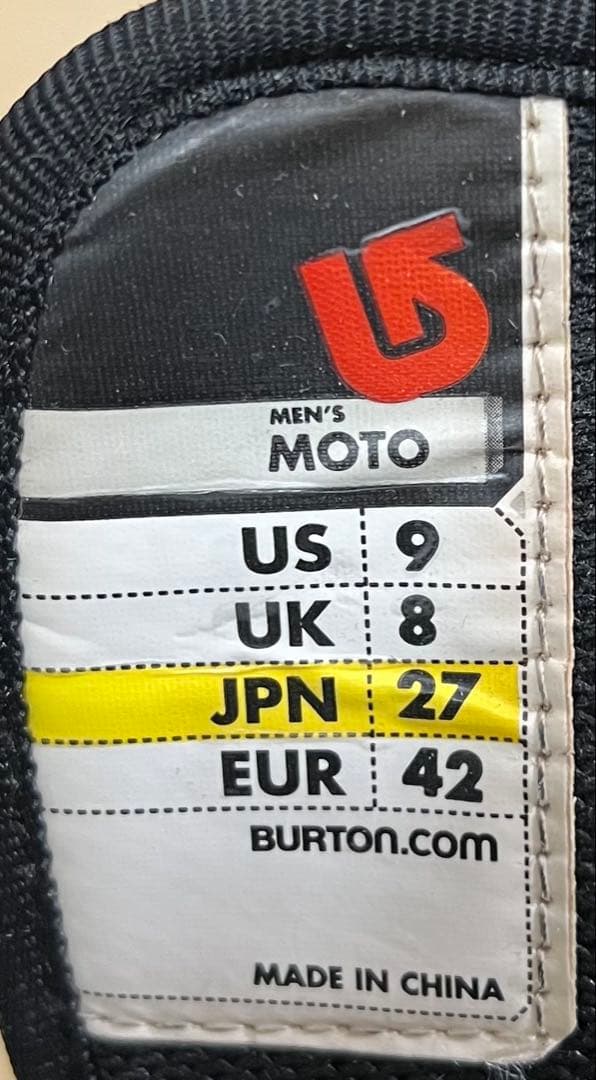 MEN'S
MOTO
US 9
UK 8
JPN 27
EUR 42
BURTON.COM
MADE IN CHINA